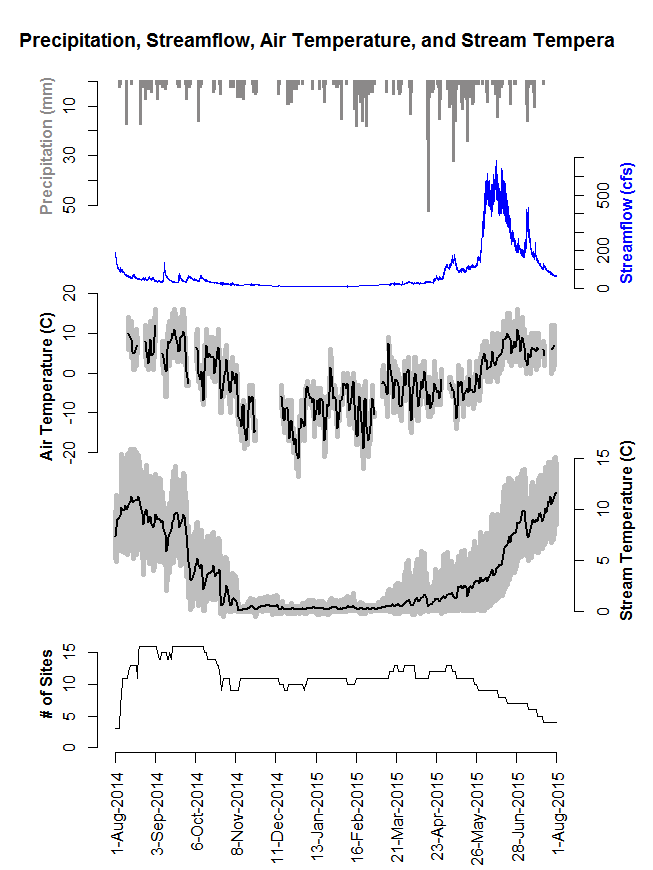 Precipitation, Streamflow, Air Temperature, and Stream Tempera
Precipitation (mm)
10
30
50
Streamflow (cfs)
0
200
500
Air Temperature (C)
20
10
0
-10
-20
Stream Temperature (C)
15
10
5
0
# of Sites
15
10
5
0
1-Aug-2014
3-Sep-2014
6-Oct-2014
8-Nov-2014
11-Dec-2014
13-Jan-2015
16-Feb-2015
21-Mar-2015
23-Apr-2015
26-May-2015
28-Jun-2015
1-Aug-2015